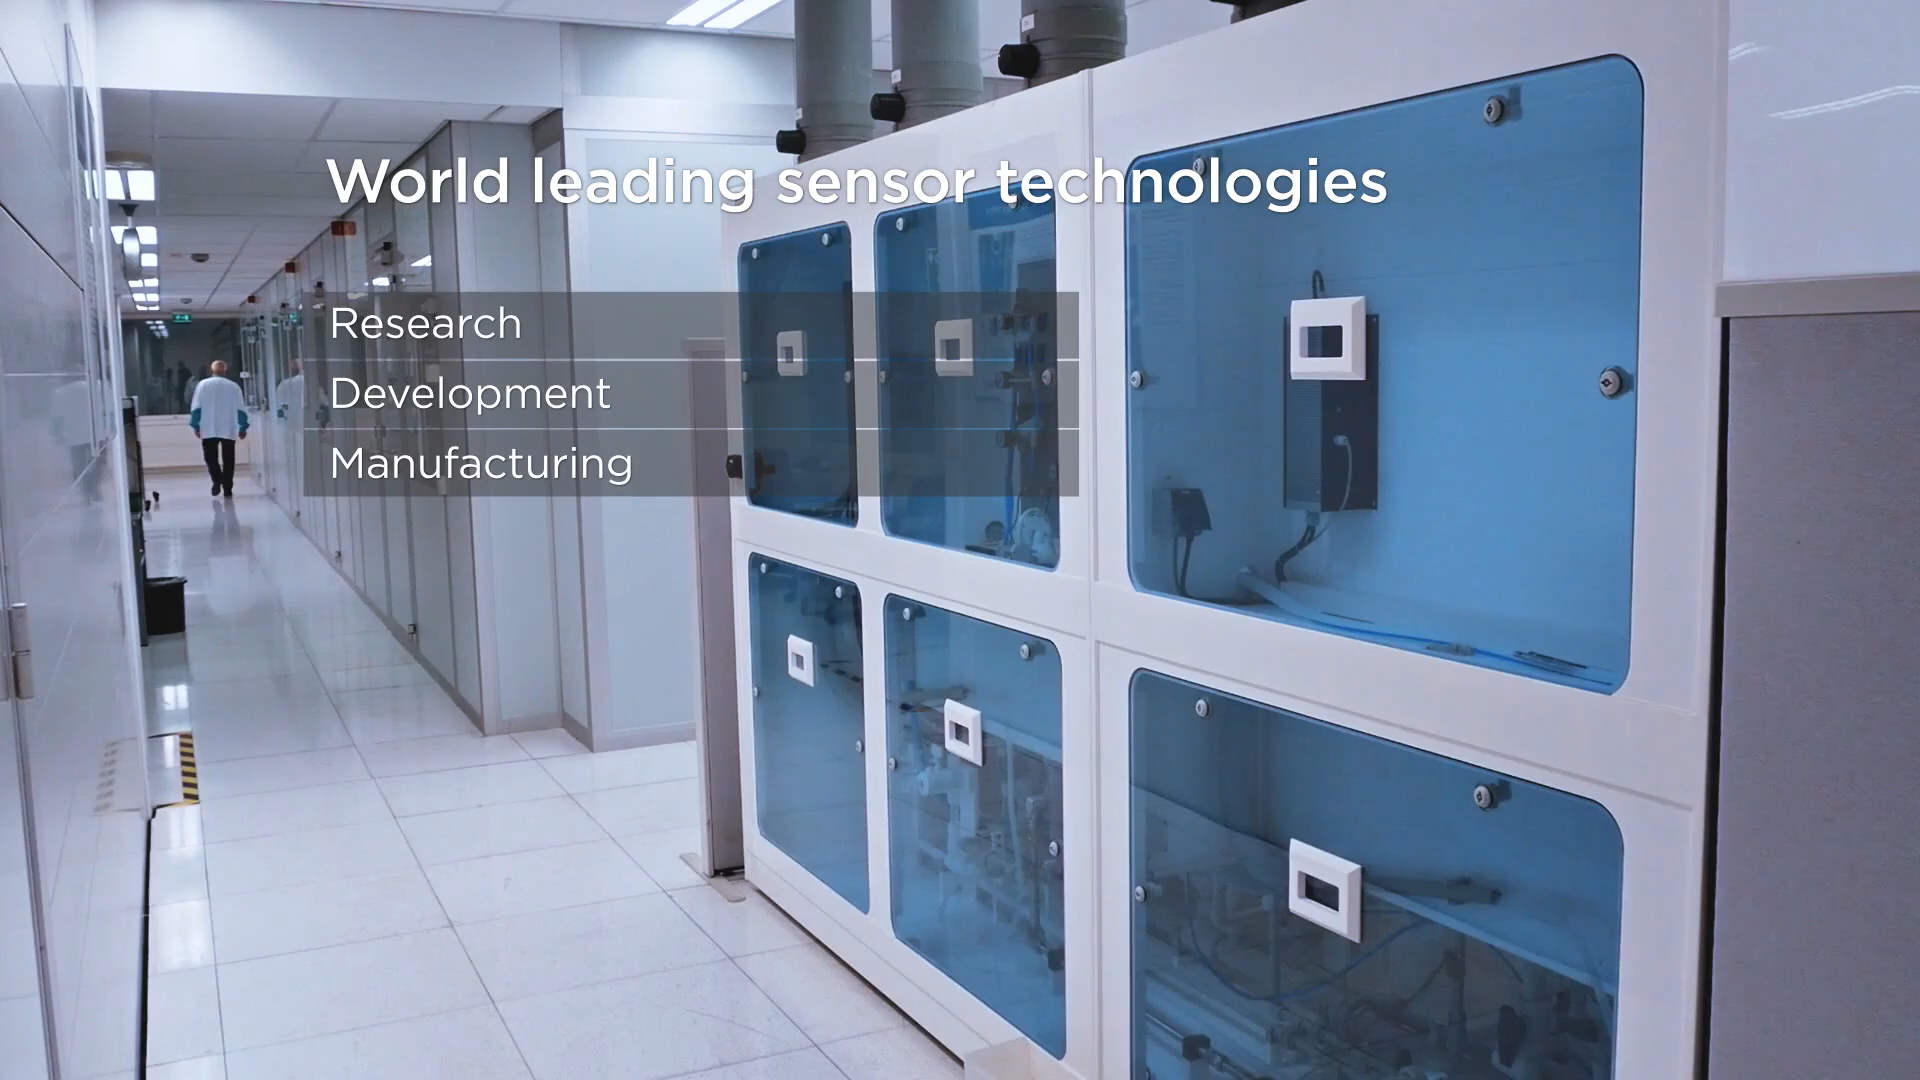 World leading sensor technologies
Research
Development
Manufacturing